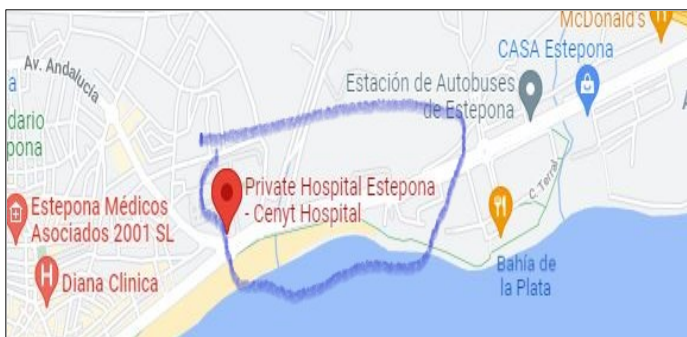 McDonald's
CASA Estepona
Av. Andalucía
a
Estación de Autobuses
de Estepona
dario
pona
Private Hospital Estepona
- Cenyt Hospital
C. Terral
Estepona Médicos
Asociados 2001 SL
Diana Clinica
Bahía de
la Plata
A